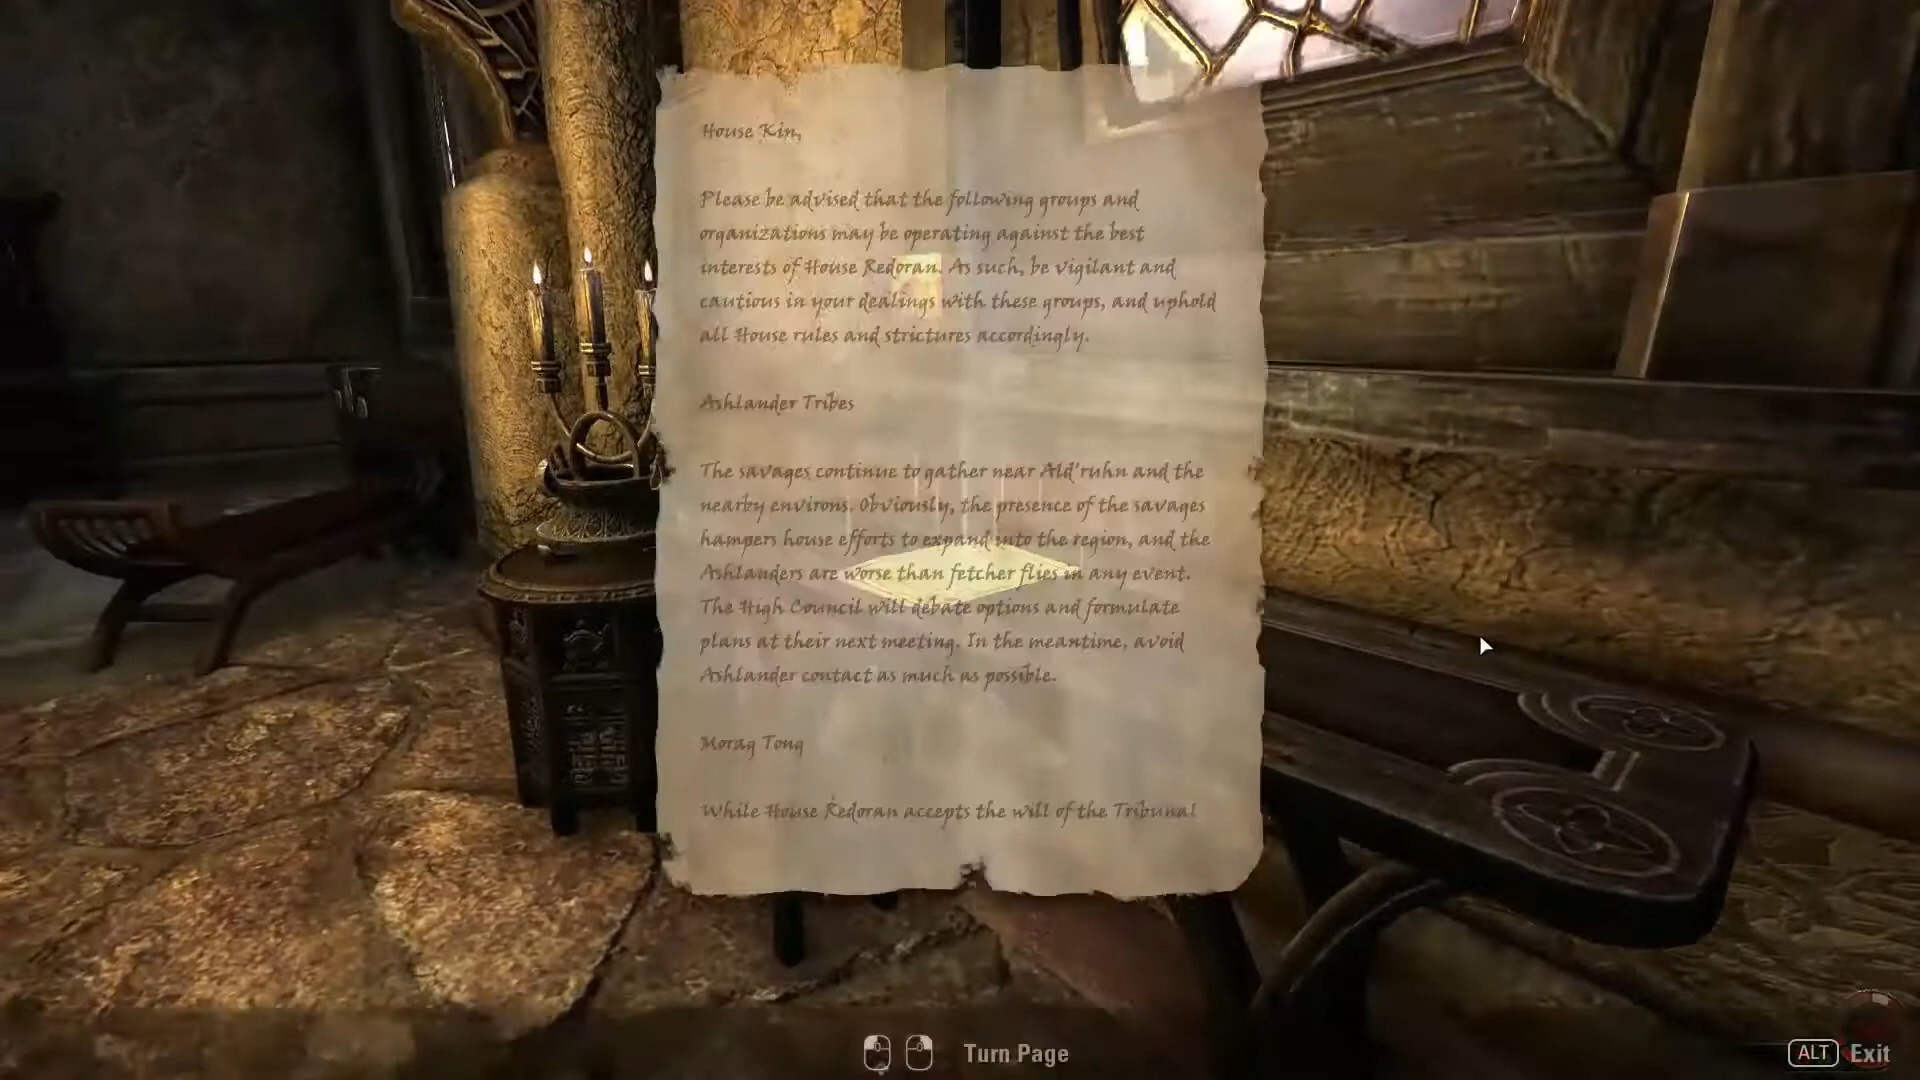 House Kin,
Please be advised that the following groups and
organizations may be operating against the best
interests of House Redoran. As such, be vigilant and
cautious in your dealings with these groups, and uphold
all House rules and strictures accordingly.
Ashlander Tribes
The savages continue to gather near Ald'ruhn and the
nearby environs. Obviously, the presence of the savages
hampers house efforts to expand into the region, and the
Ashlanders are worse than fetcher flies in any event.
The High Council will debate options and formulate
plans at their next meeting. In the meantime, avoid
Ashlander contact as much as possible.
Morag Tong
While House Redoran accepts the will of the Tribunal
Turn Page
ALT Exit